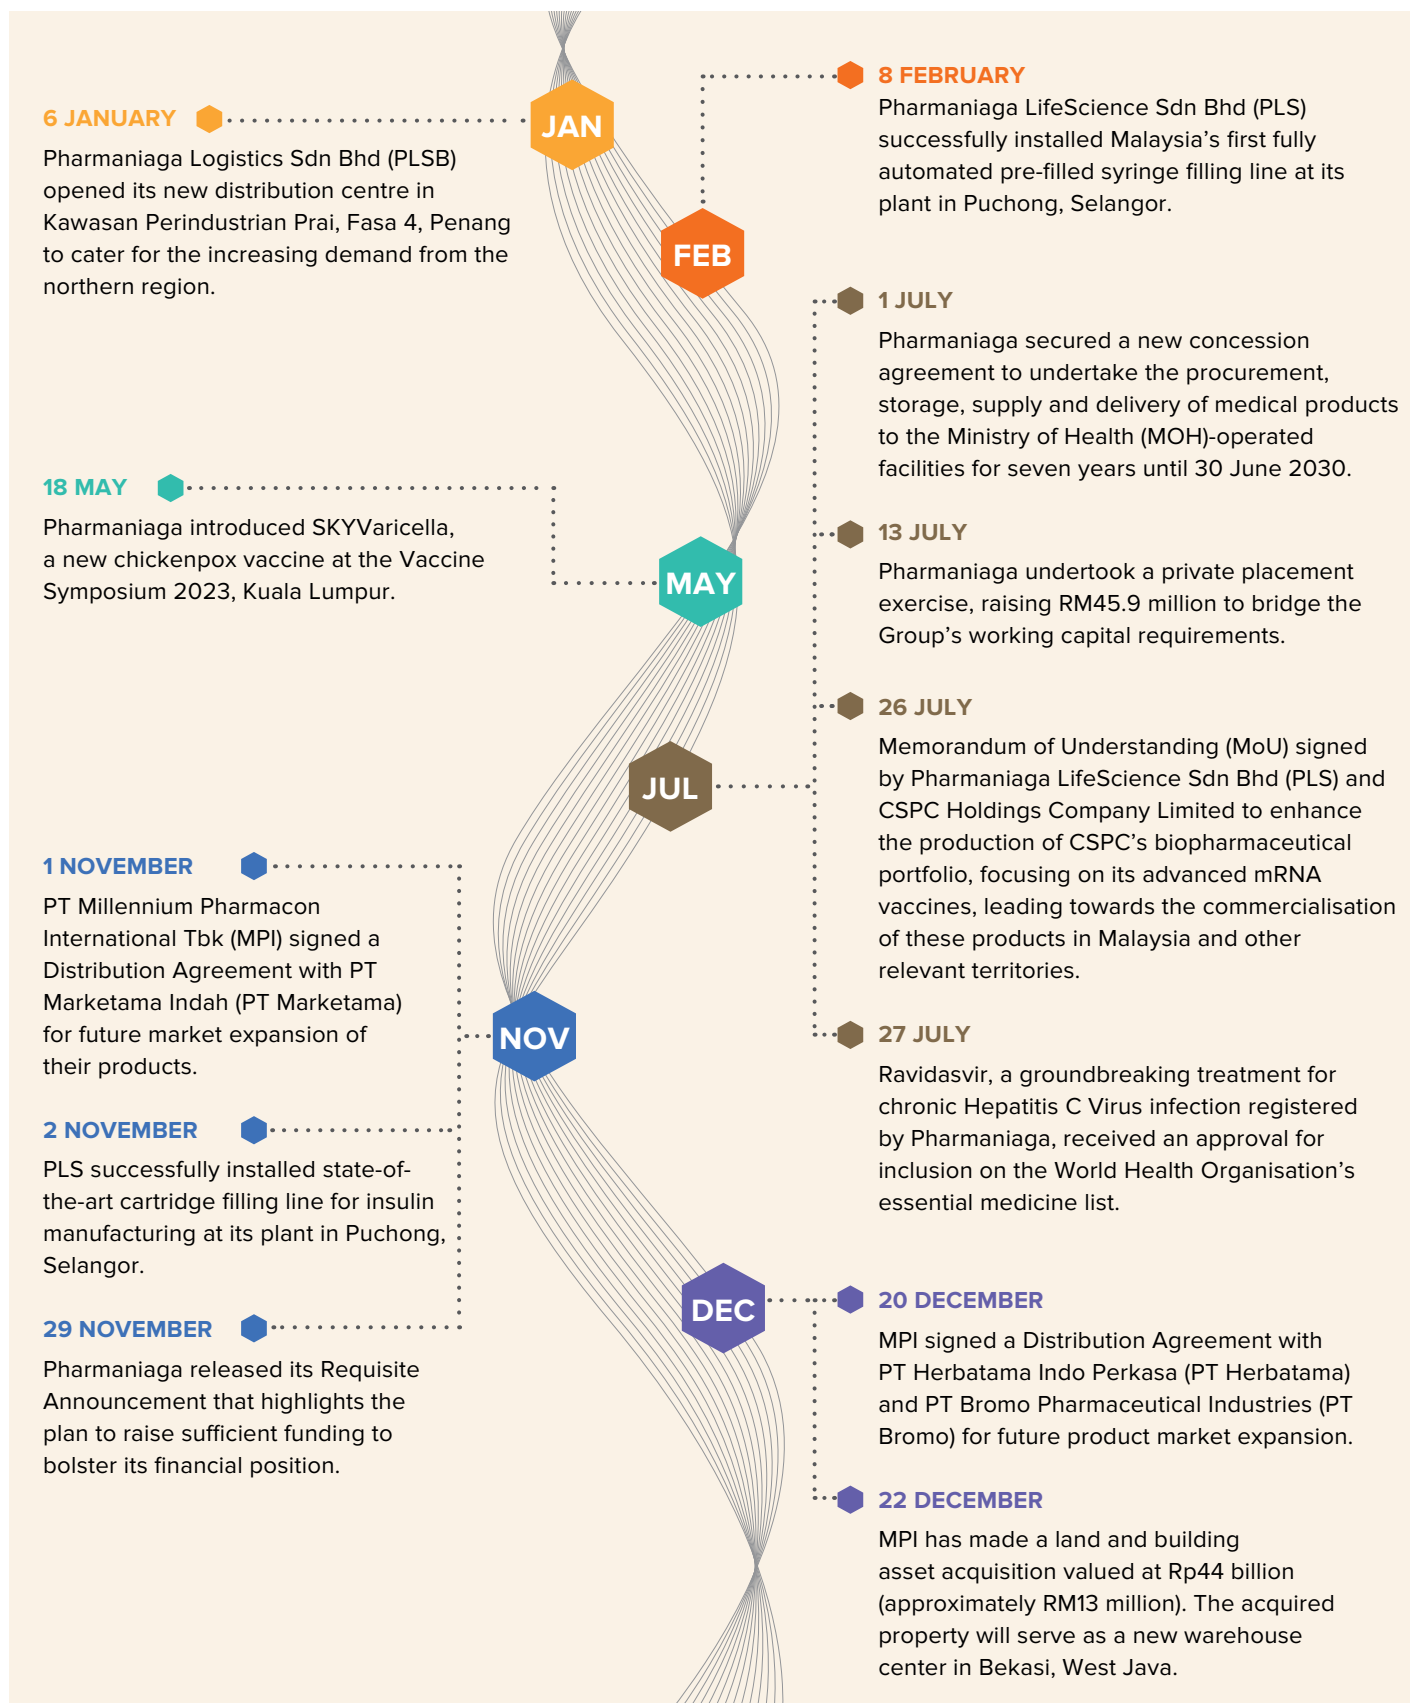 JAN
6 JANUARY
Pharmaniaga Logistics Sdn Bhd (PLSB)
opened its new distribution centre in
Kawasan Perindustrian Prai, Fasa 4, Penang
to cater for the increasing demand from the
northern region.
FEB
8 FEBRUARY
Pharmaniaga LifeScience Sdn Bhd (PLS)
successfully installed Malaysia’s first fully
automated pre-filled syringe filling line at its
plant in Puchong, Selangor.
MAY
18 MAY
Pharmaniaga introduced SKYVaricella,
a new chickenpox vaccine at the Vaccine
Symposium 2023, Kuala Lumpur.
JUL
1 JULY
Pharmaniaga secured a new concession
agreement to undertake the procurement,
storage, supply and delivery of medical products
to the Ministry of Health (MOH)-operated
facilities for seven years until 30 June 2030.
13 JULY
Pharmaniaga undertook a private placement
exercise, raising RM45.9 million to bridge the
Group’s working capital requirements.
26 JULY
Memorandum of Understanding (MoU) signed
by Pharmaniaga LifeScience Sdn Bhd (PLS) and
CSPC Holdings Company Limited to enhance
the production of CSPC’s biopharmaceutical
portfolio, focusing on its advanced mRNA
vaccines, leading towards the commercialisation
of these products in Malaysia and other
relevant territories.
27 JULY
Ravidasvir, a groundbreaking treatment for
chronic Hepatitis C Virus infection registered
by Pharmaniaga, received an approval for
inclusion on the World Health Organisation’s
essential medicine list.
NOV
1 NOVEMBER
PT Millennium Pharmacon
International Tbk (MPI) signed a
Distribution Agreement with PT
Marketama Indah (PT Marketama)
for future market expansion of
their products.
2 NOVEMBER
PLS successfully installed state-of-
the-art cartridge filling line for insulin
manufacturing at its plant in Puchong,
Selangor.
29 NOVEMBER
Pharmaniaga released its Requisite
Announcement that highlights the
plan to raise sufficient funding to
bolster its financial position.
DEC
20 DECEMBER
MPI signed a Distribution Agreement with
PT Herbatama Indo Perkasa (PT Herbatama)
and PT Bromo Pharmaceutical Industries (PT
Bromo) for future product market expansion.
22 DECEMBER
MPI has made a land and building
asset acquisition valued at Rp44 billion
(approximately RM13 million). The acquired
property will serve as a new warehouse
center in Bekasi, West Java.